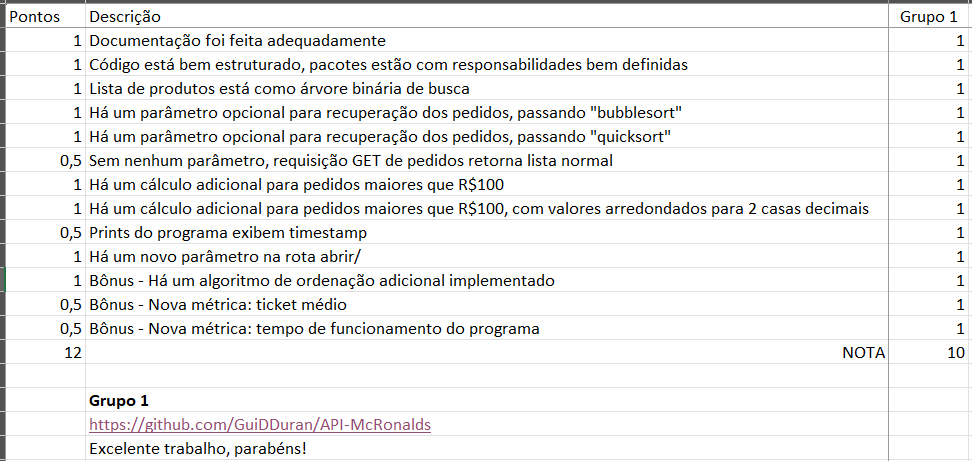 Pontos Descrição Grupo 1
1 Documentação foi feita adequadamente 1
1 Código está bem estruturado, pacotes estão com responsabilidades bem definidas 1
1 Lista de produtos está como árvore binária de busca 1
1 Há um parâmetro opcional para recuperação dos pedidos, passando "bubblesort" 1
1 Há um parâmetro opcional para recuperação dos pedidos, passando "quicksort" 1
0,5 Sem nenhum parâmetro, requisição GET de pedidos retorna lista normal 1
1 Há um cálculo adicional para pedidos maiores que R$100 1
1 Há um cálculo adicional para pedidos maiores que R$100, com valores arredondados para 2 casas decimais 1
0,5 Prints do programa exibem timestamp 1
1 Há um novo parâmetro na rota abrir/ 1
1 Bônus - Há um algoritmo de ordenação adicional implementado 1
0,5 Bônus - Nova métrica: ticket médio 1
0,5 Bônus - Nova métrica: tempo de funcionamento do programa 1
12 NOTA 10
Grupo 1
https://github.com/GuiDDuran/API-McRonalds
Excelente trabalho, parabéns!